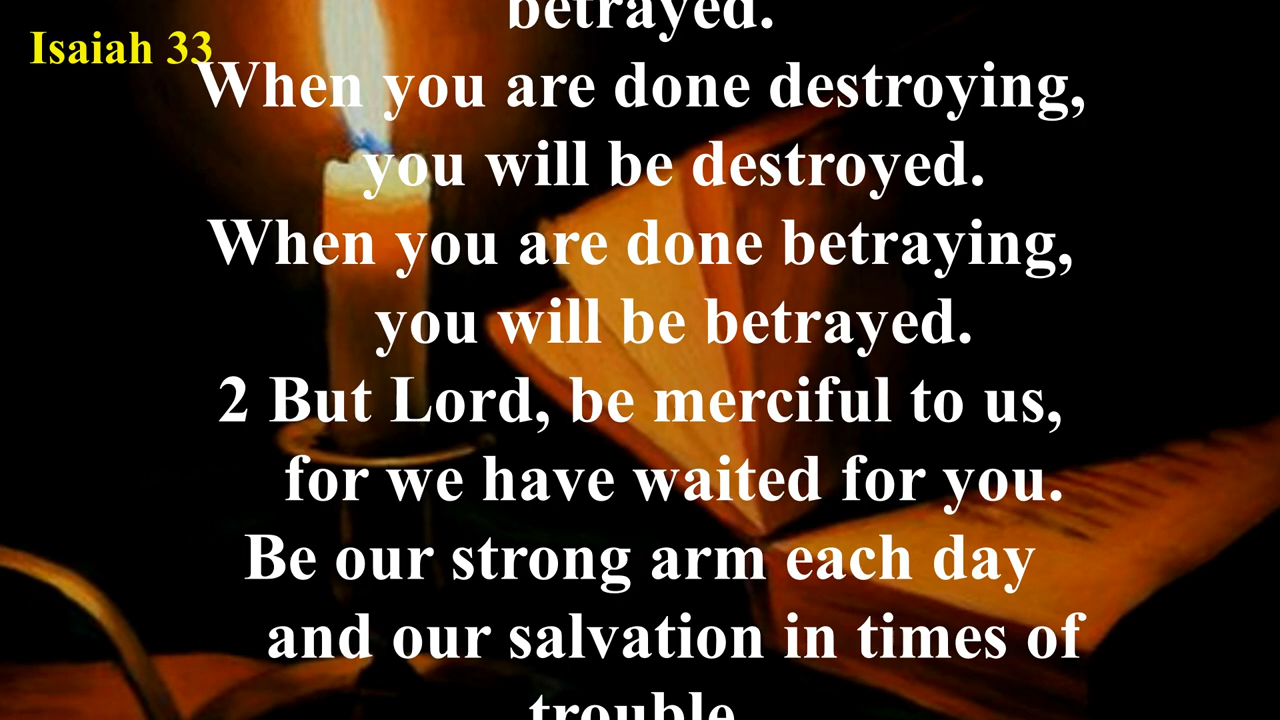 betrayed.
Isaiah 33
When you are done destroying,
you will be destroyed.
When you are done betraying,
you will be betrayed.
2 But Lord, be merciful to us,
for we have waited for you.
Be our strong arm each day
and our salvation in times of
trouble.